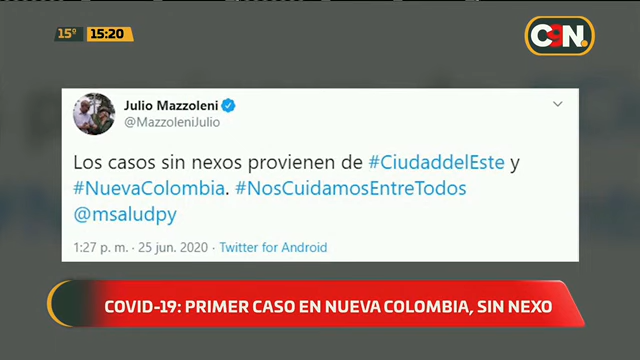 15º 15:20
C9N.
Julio Mazzoleni
@MazzoleniJulio
Los casos sin nexos provienen de #CiudaddelEste y
#NuevaColombia. #NosCuidamosEntreTodos
@msaludpy
1:27 p. m. · 25 jun. 2020 · Twitter for Android
COVID-19: PRIMER CASO EN NUEVA COLOMBIA, SIN NEXO